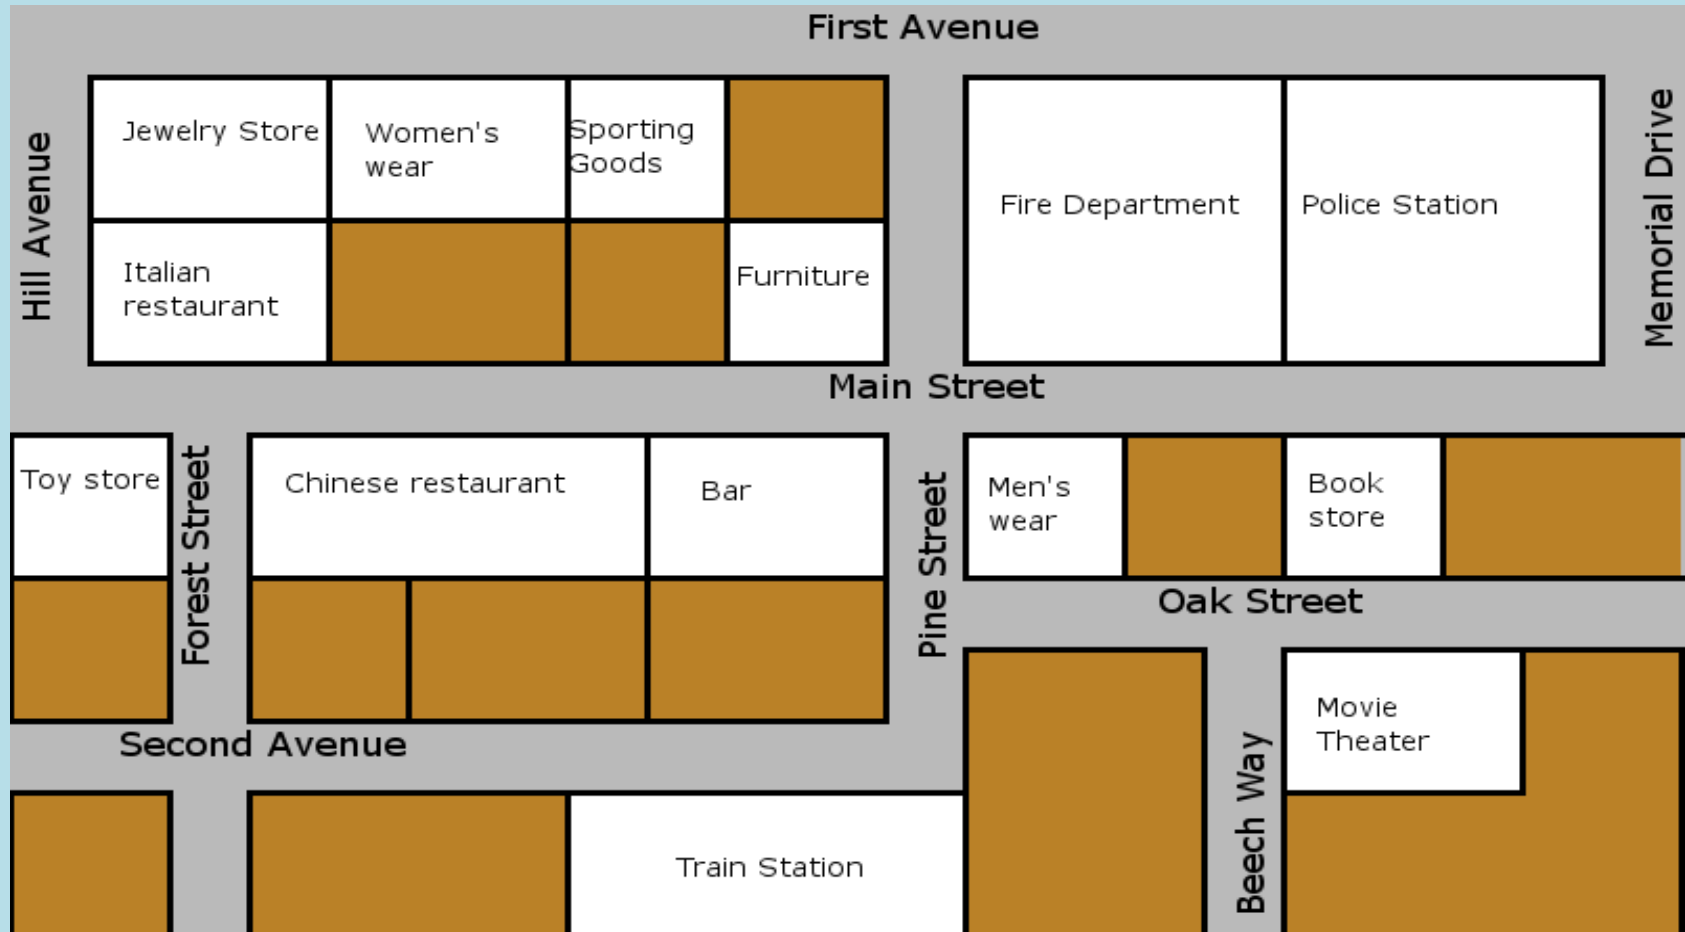 First Avenue
Hill Avenue
Jewelry Store
Women's
wear
Sporting
Goods
Fire Department
Police Station
Memorial Drive
Italian
restaurant
Furniture
Main Street
Toy store
Forest Street
Chinese restaurant
Bar
Pine Street
Men's
wear
Book
store
Oak Street
Second Avenue
Movie
Theater
Beech Way
Train Station